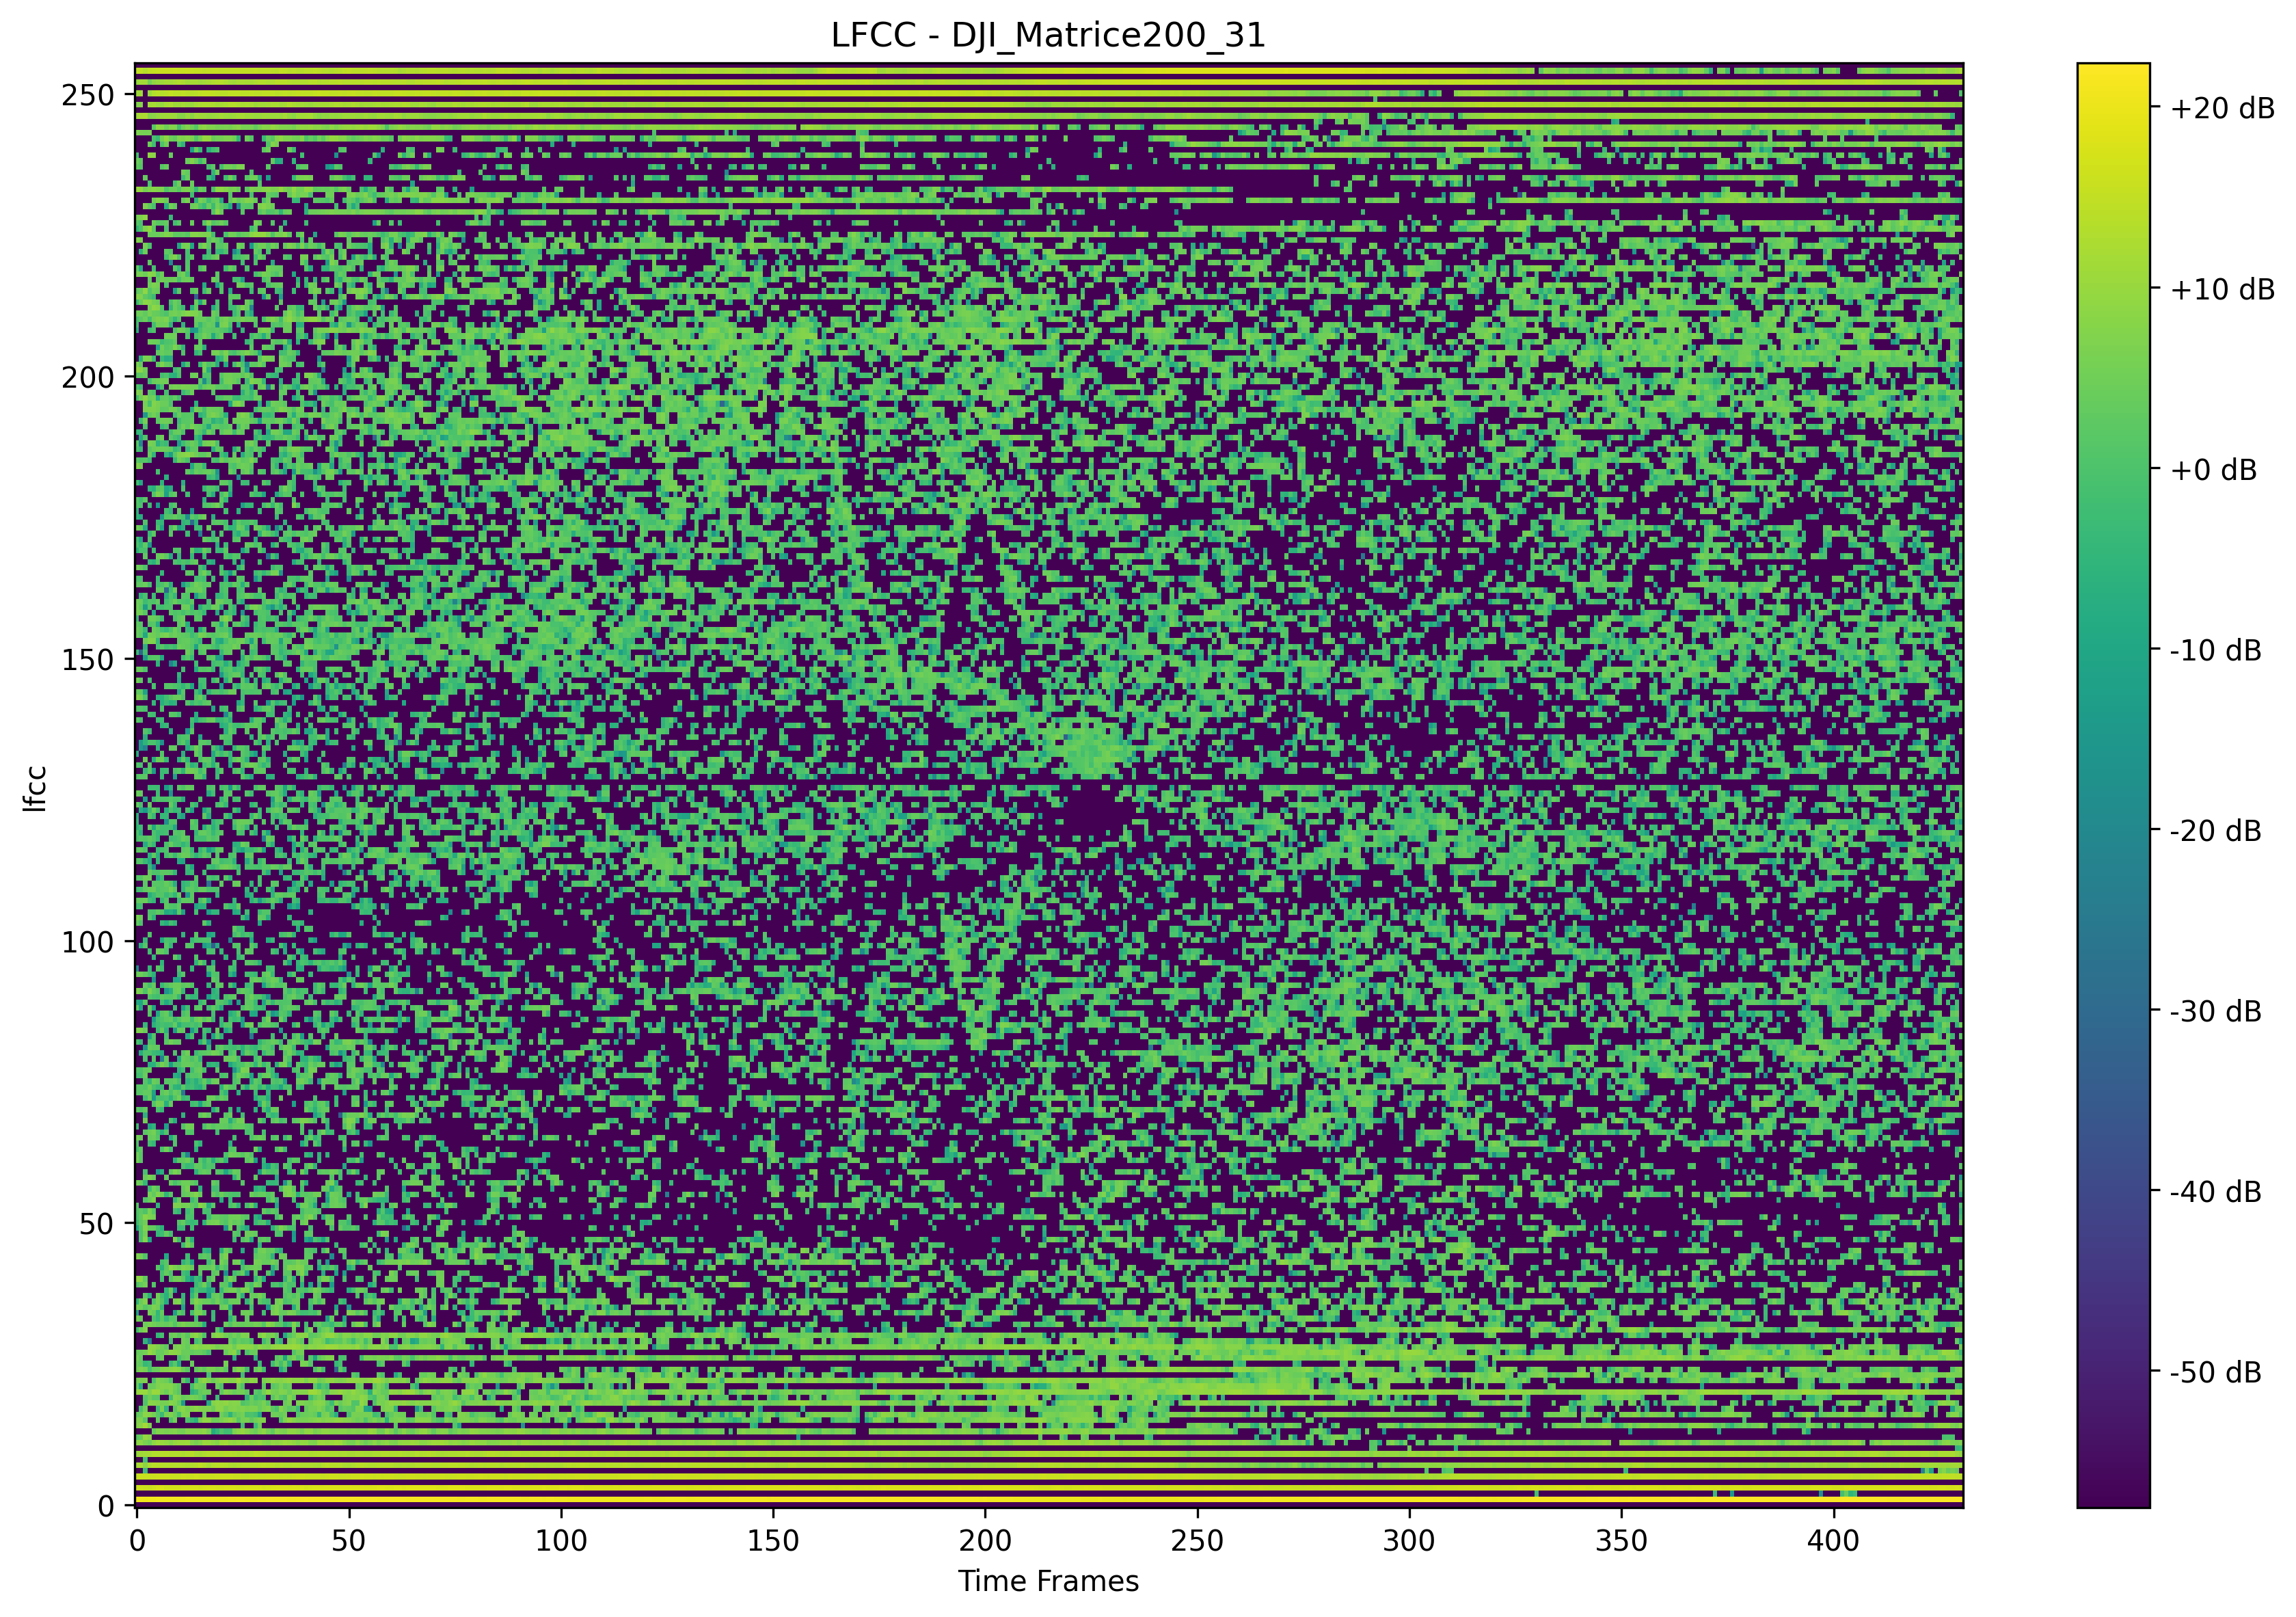 LFCC - DJI_Matrice200_31
250
200
150
100
50
0
lfcc
0 50 100 150 200 250 300 350 400
Time Frames
+20 dB
+10 dB
+0 dB
-10 dB
-20 dB
-30 dB
-40 dB
-50 dB